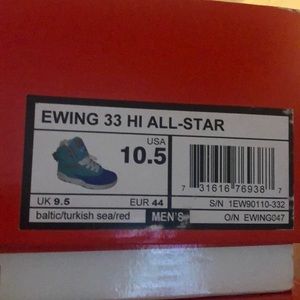 EWING 33 HI ALL-STAR
USA
10.5
UK 9.5
EUR 44
baltic/turkish sea/red
MEN'S
7 31616 76938 7
S/N 1EW90110-332
O/N EWING047